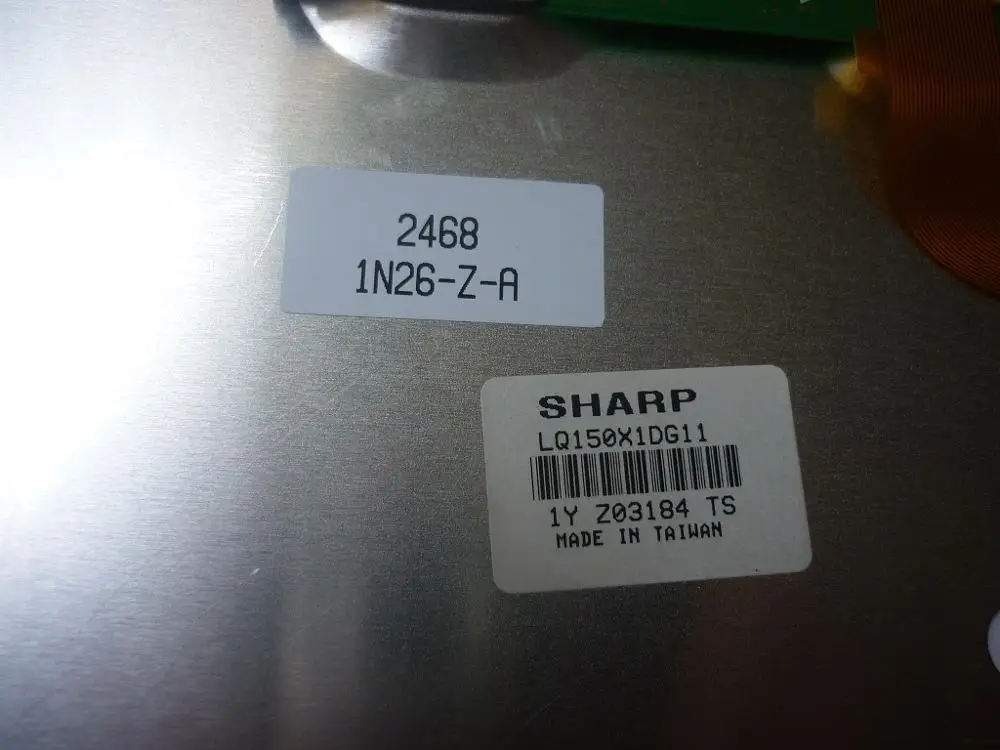 2468
1N26-Z-A
SHARP
LQ150X1DG11
1Y Z03184 TS
MADE IN TAIWAN